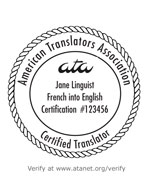 American Translators Association
ata
Jane Linguist
French into English
Certification #123456
Certified Translator
Verify at www.atanet.org/verify